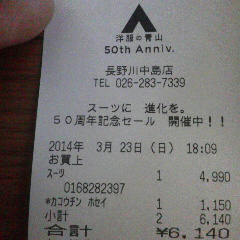 洋服の青山
50th Anniv.
長野川中島店
TEL 026-283-7339
スーツに 進化を。
50周年記念セール 開催中!!
2014年 3月 23日(日) 18:09
お買上
スーツ 1 4,990
0168282397
*カコウチン ホセイ 1 1,150
小計 2 6,140
合計 ¥6,140